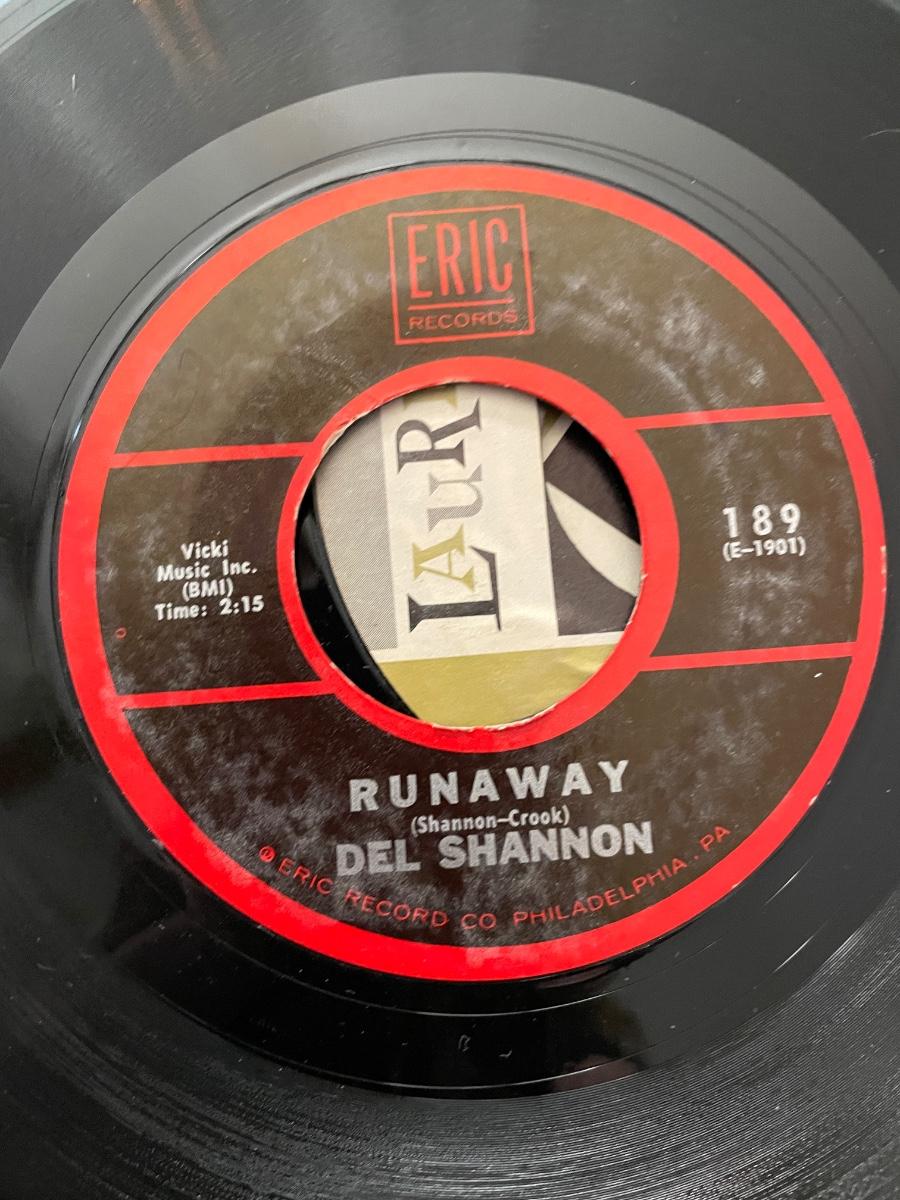 ERIC
RECORDS
LAUR
Vicki
Music Inc.
(BMI)
Time: 2:15
189
(E-1901)
RUNAWAY
(Shannon-Crook)
DEL SHANNON
℗ ERIC RECORD CO PHILADELPHIA. PA